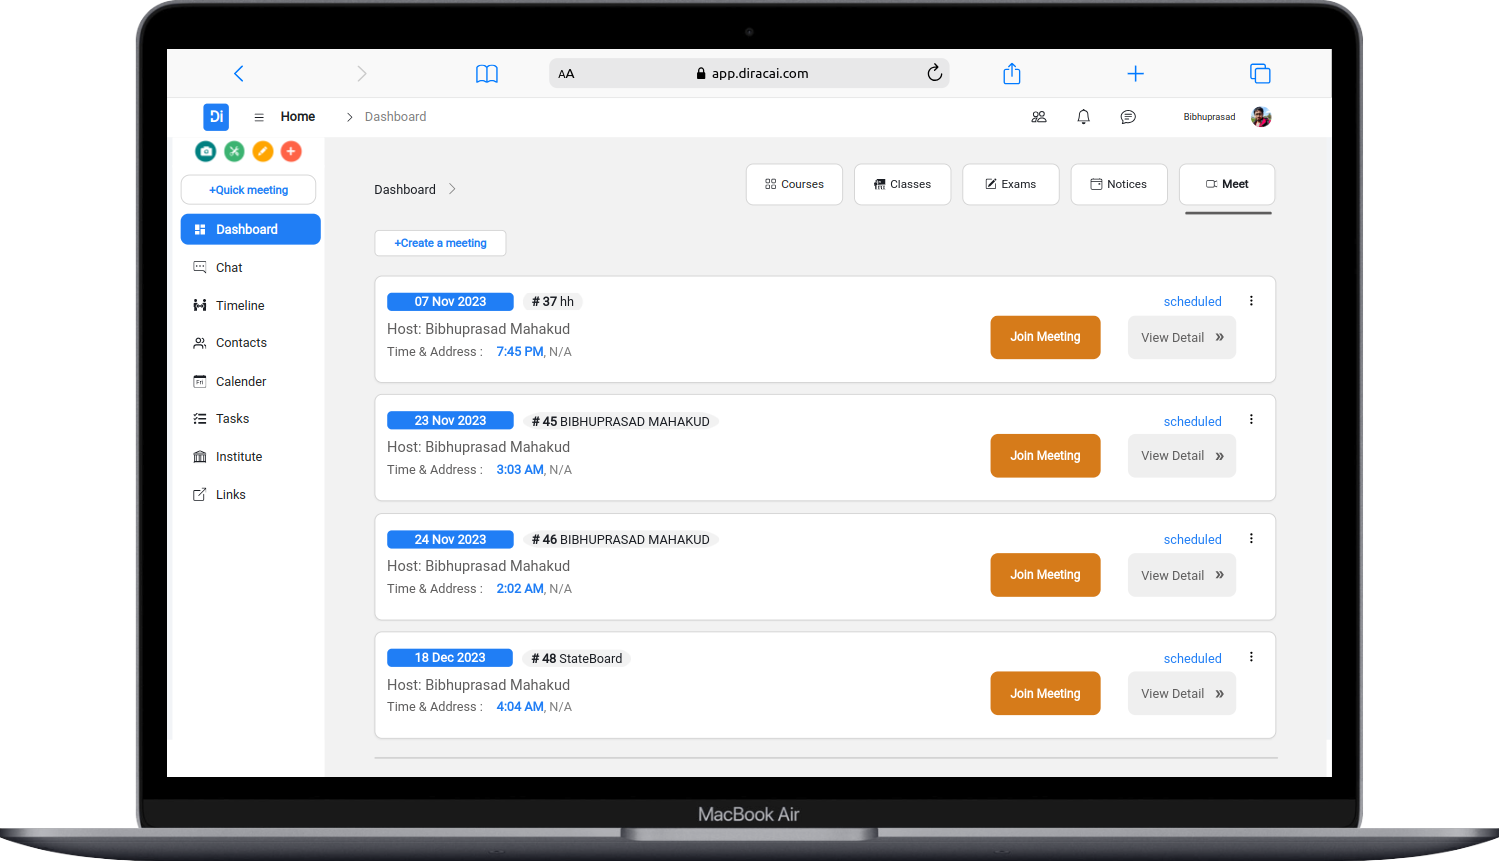 AA app.diracai.com
Di Home Dashboard Bibhuprasad
+Quick meeting
Dashboard
Chat
Timeline
Contacts
Calender
Fri
Tasks
Institute
Links
Dashboard
Courses Classes Exams Notices Meet
+Create a meeting
07 Nov 2023 # 37 hh scheduled
Host: Bibhuprasad Mahakud
Time & Address : 7:45 PM, N/A
Join Meeting View Detail »
23 Nov 2023 # 45 BIBHUPRASAD MAHAKUD scheduled
Host: Bibhuprasad Mahakud
Time & Address : 3:03 AM, N/A
Join Meeting View Detail »
24 Nov 2023 # 46 BIBHUPRASAD MAHAKUD scheduled
Host: Bibhuprasad Mahakud
Time & Address : 2:02 AM, N/A
Join Meeting View Detail »
18 Dec 2023 # 48 StateBoard scheduled
Host: Bibhuprasad Mahakud
Time & Address : 4:04 AM, N/A
Join Meeting View Detail »
MacBook Air